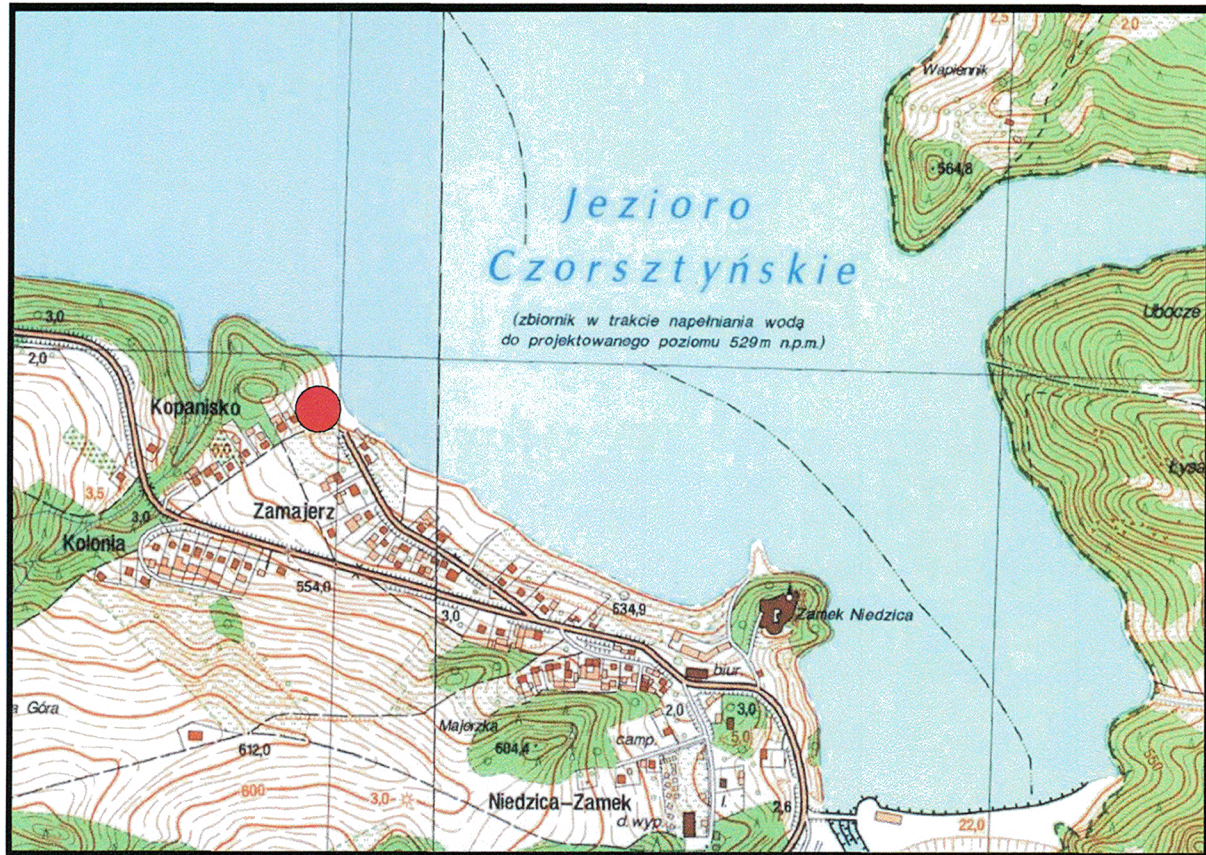 2,5
2,0
Wapiennik
564,8
Jezioro
Czorsztyńskie
(zbiornik w trakcie napełniania wodą
do projektowanego poziomu 529m n.p.m.)
Ubocze
3,0
2,0
Kopanisko
Łysa
3,5
Zamajerz
3,0
Kolonia
554,0
3,0
534,9
Zamek Niedzica
biur.
a Góra
Majerzka
2,0
3,0
5,0
camp.
604,4
612,0
550
600
3,0
Niedzica-Zamek
l.
2,6
d.wyp.
22,0